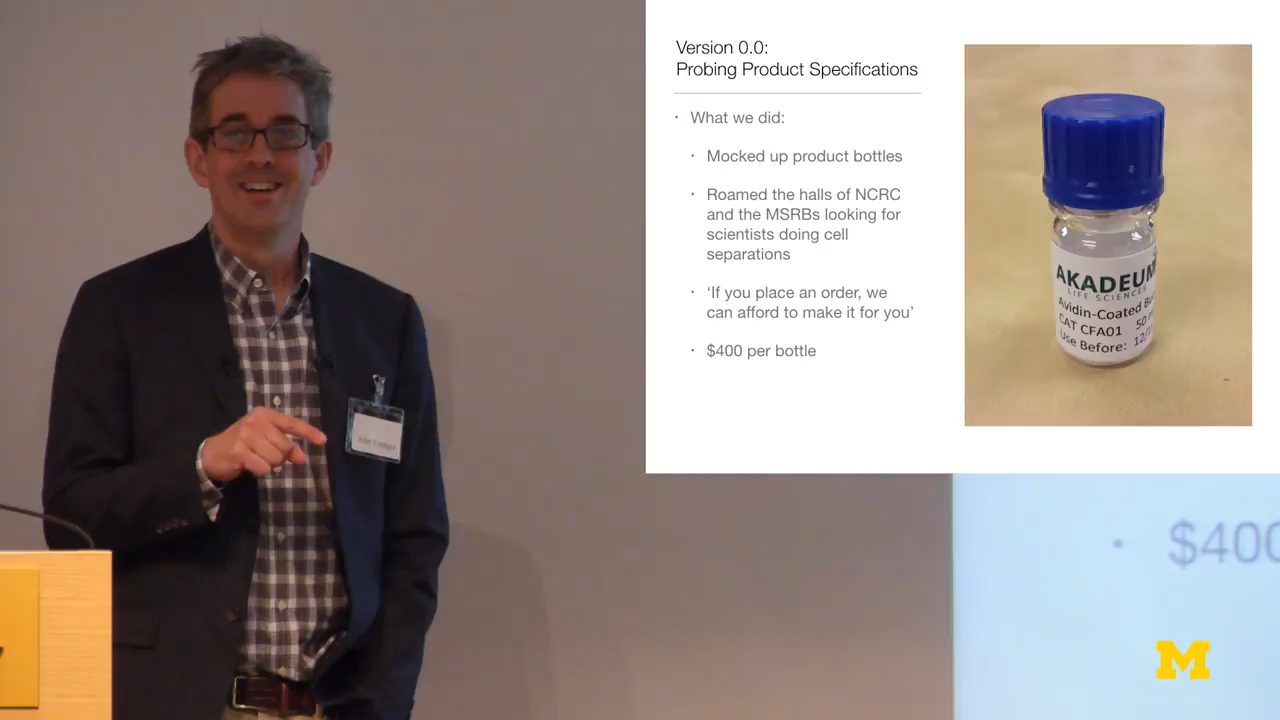 Version 0.0:
Probing Product Specifications
• What we did:
• Mocked up product bottles
• Roamed the halls of NCRC
and the MSRBs looking for
scientists doing cell
separations
• ‘If you place an order, we
can afford to make it for you’
• $400 per bottle
AKADEUM
LIFE SCIENCES
Avidin-Coated
CAT CFA01 50
Use Before: 12/
• $400
M